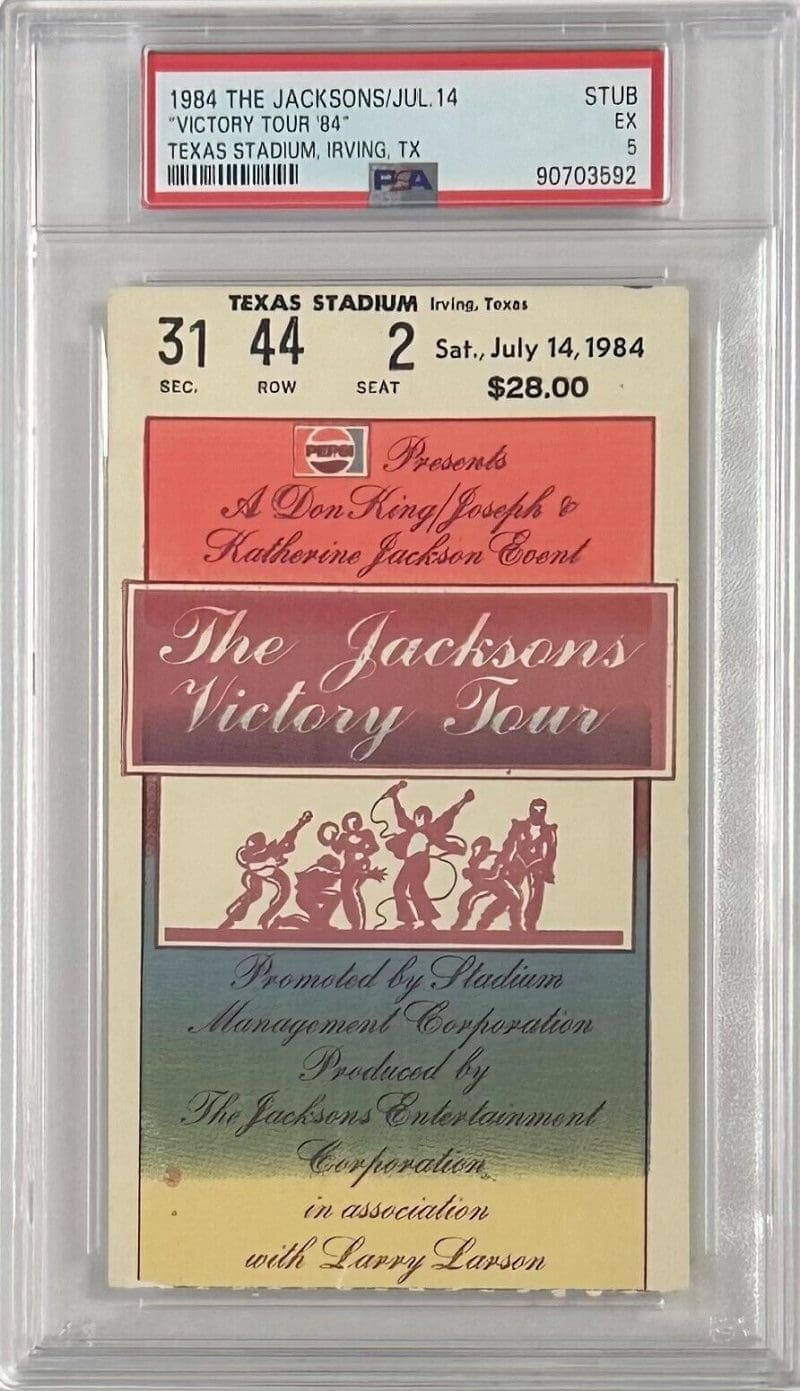 1984 THE JACKSONS/JUL.14 STUB
"VICTORY TOUR '84" EX
TEXAS STADIUM, IRVING, TX 5
PSA 90703592
TEXAS STADIUM Irving, Texas
31 44 2 Sat., July 14, 1984
SEC. ROW SEAT $28.00
PEPSI Presents
A Don King/Joseph &
Katherine Jackson Event
The Jacksons
Victory Tour
Promoted by Stadium
Management Corporation
Produced by
The Jacksons Entertainment
Corporation
in association
with Larry Larson